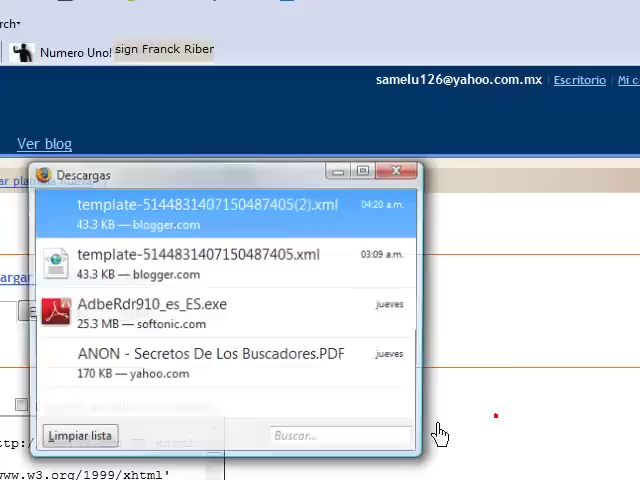 rch
Numero Uno!
sign Franck Riber
samelu126@yahoo.com.mx
Escritorio
Mi c
Ver blog
Descargas
template-5144831407150487405(2).xml
04:20 a.m.
43.3 KB — blogger.com
template-5144831407150487405.xml
03:09 a.m.
43.3 KB — blogger.com
argar
AdbeRdr910_es_ES.exe
jueves
25.3 MB — softonic.com
ANON - Secretos De Los Buscadores.PDF
jueves
170 KB — yahoo.com
Limpiar lista
Buscar...
www.w3.org/1999/xhtml'